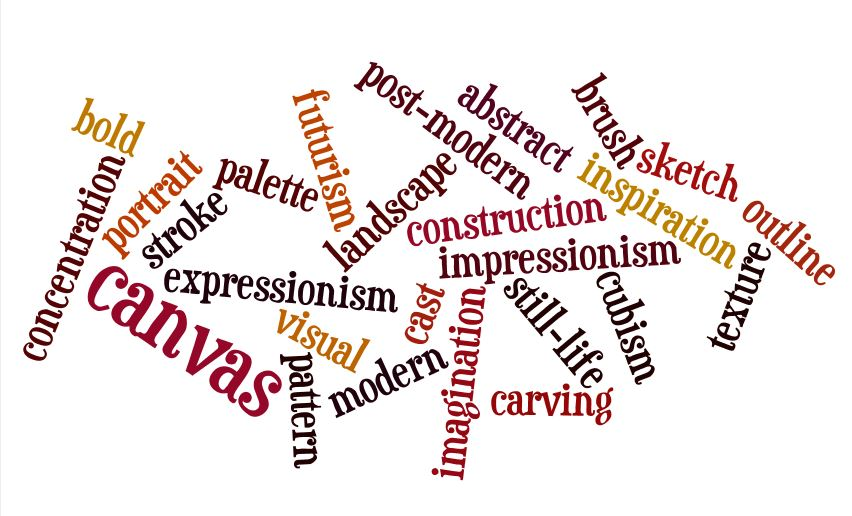 bold
concentration
portrait
stroke
palette
futurism
landscape
post-modern
abstract
brush
sketch
inspiration
outline
texture
construction
impressionism
expressionism
canvas
visual
pattern
modern
cast
imagination
still-life
cubism
carving